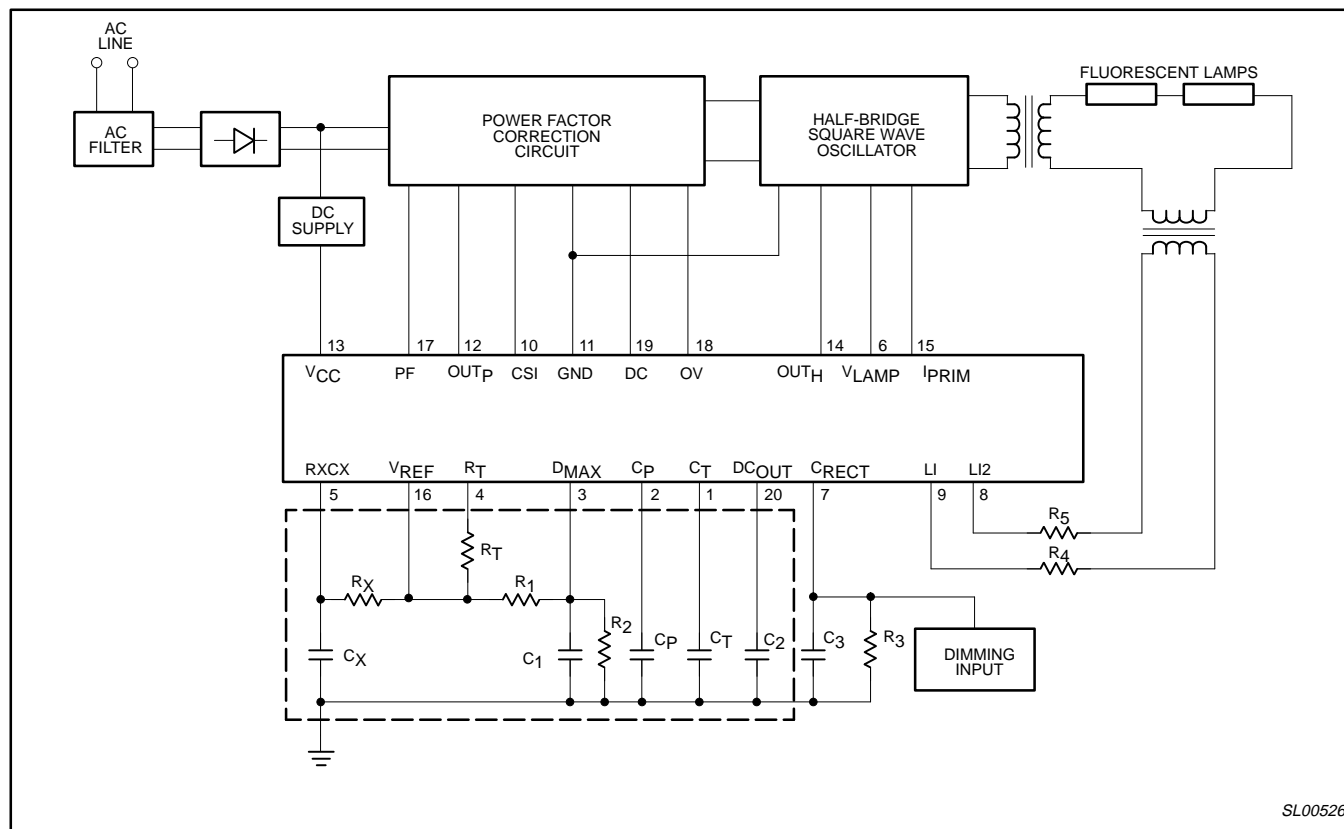 AC
LINE
AC
FILTER
POWER FACTOR
CORRECTION
CIRCUIT
HALF-BRIDGE
SQUARE WAVE
OSCILLATOR
FLUORESCENT LAMPS
DC
SUPPLY
13 17 12 10 11 19 18 14 6 15
VCC PF OUTP CSI GND DC OV OUTH VLAMP IPRIM
RXCX VREF RT DMAX CP CT DCOUT CRECT LI LI2
5 16 4 3 2 1 20 7 9 8
R5
R4
RT
RX R1
R2
CX C1 CP CT C2 C3 R3
DIMMING
INPUT
SL00526